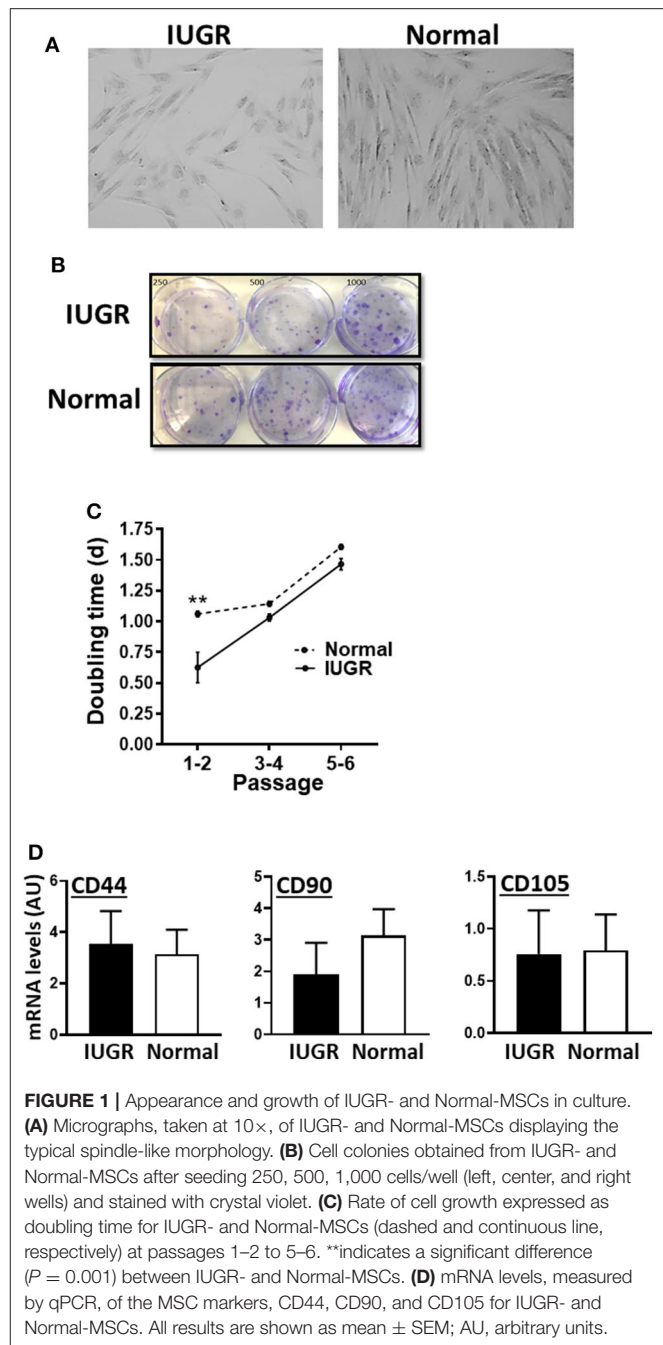 A
IUGR
Normal
B
250
500
1000
IUGR
Normal
C
Doubling time (d)
1.75
1.50
1.25
1.00
0.75
0.50
0.25
0.00
**
Normal
IUGR
1-2
3-4
5-6
Passage
D
mRNA levels (AU)
6
4
2
0
CD44
IUGR Normal
5
4
3
2
1
0
CD90
IUGR Normal
1.5
1.0
0.5
0.0
CD105
IUGR Normal
FIGURE 1 | Appearance and growth of IUGR- and Normal-MSCs in culture.
(A) Micrographs, taken at 10×, of IUGR- and Normal-MSCs displaying the
typical spindle-like morphology. (B) Cell colonies obtained from IUGR- and
Normal-MSCs after seeding 250, 500, 1,000 cells/well (left, center, and right
wells) and stained with crystal violet. (C) Rate of cell growth expressed as
doubling time for IUGR- and Normal-MSCs (dashed and continuous line,
respectively) at passages 1–2 to 5–6. **indicates a significant difference
(P = 0.001) between IUGR- and Normal-MSCs. (D) mRNA levels, measured
by qPCR, of the MSC markers, CD44, CD90, and CD105 for IUGR- and
Normal-MSCs. All results are shown as mean ± SEM; AU, arbitrary units.